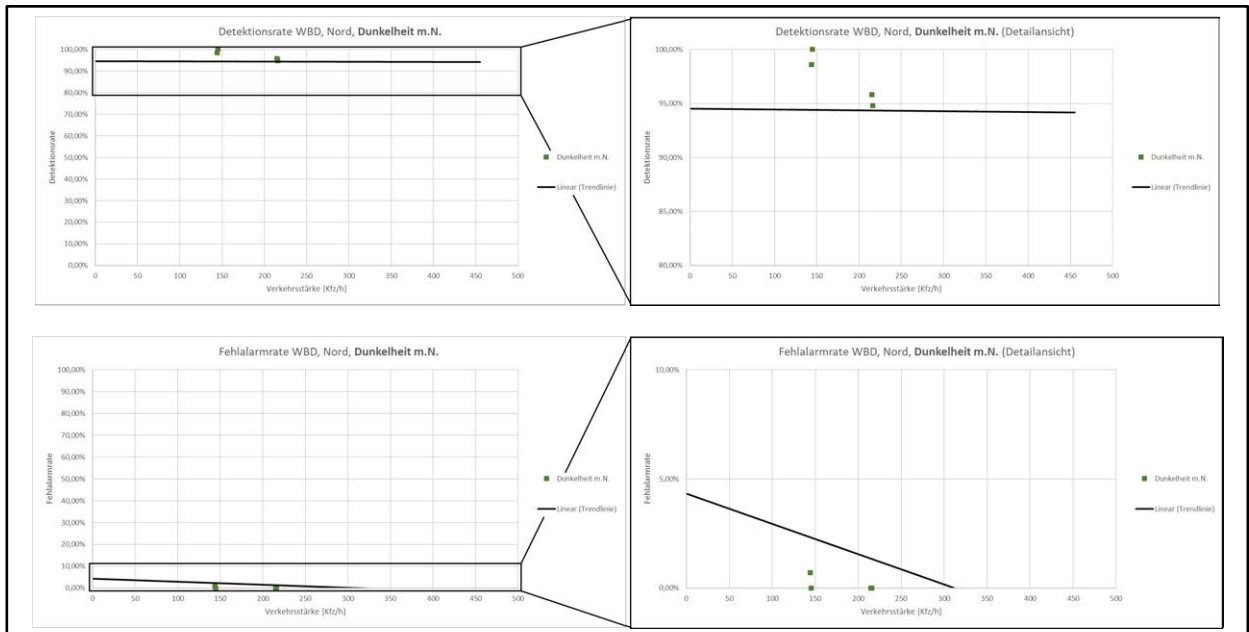 Detektionsrate WBD, Nord, Dunkelheit m.N.
100,00%
90,00%
80,00%
70,00%
60,00%
50,00%
40,00%
30,00%
20,00%
10,00%
0,00%
Detektionsrate
0 50 100 150 200 250 300 350 400 450 500
Verkehrsstärke [Kfz/h]
Dunkelheit m.N.
Linear (Trendlinie)
Detektionsrate WBD, Nord, Dunkelheit m.N. (Detailansicht)
100,00%
95,00%
90,00%
85,00%
80,00%
Detektionsrate
0 50 100 150 200 250 300 350 400 450 500
Verkehrsstärke [Kfz/h]
Dunkelheit m.N.
Linear (Trendlinie)
Fehlalarmrate WBD, Nord, Dunkelheit m.N.
100,00%
90,00%
80,00%
70,00%
60,00%
50,00%
40,00%
30,00%
20,00%
10,00%
0,00%
Fehlalarmrate
0 50 100 150 200 250 300 350 400 450 500
Verkehrsstärke [Kfz/h]
Dunkelheit m.N.
Linear (Trendlinie)
Fehlalarmrate WBD, Nord, Dunkelheit m.N. (Detailansicht)
10,00%
5,00%
0,00%
Fehlalarmrate
0 50 100 150 200 250 300 350 400 450 500
Verkehrsstärke [Kfz/h]
Dunkelheit m.N.
Linear (Trendlinie)